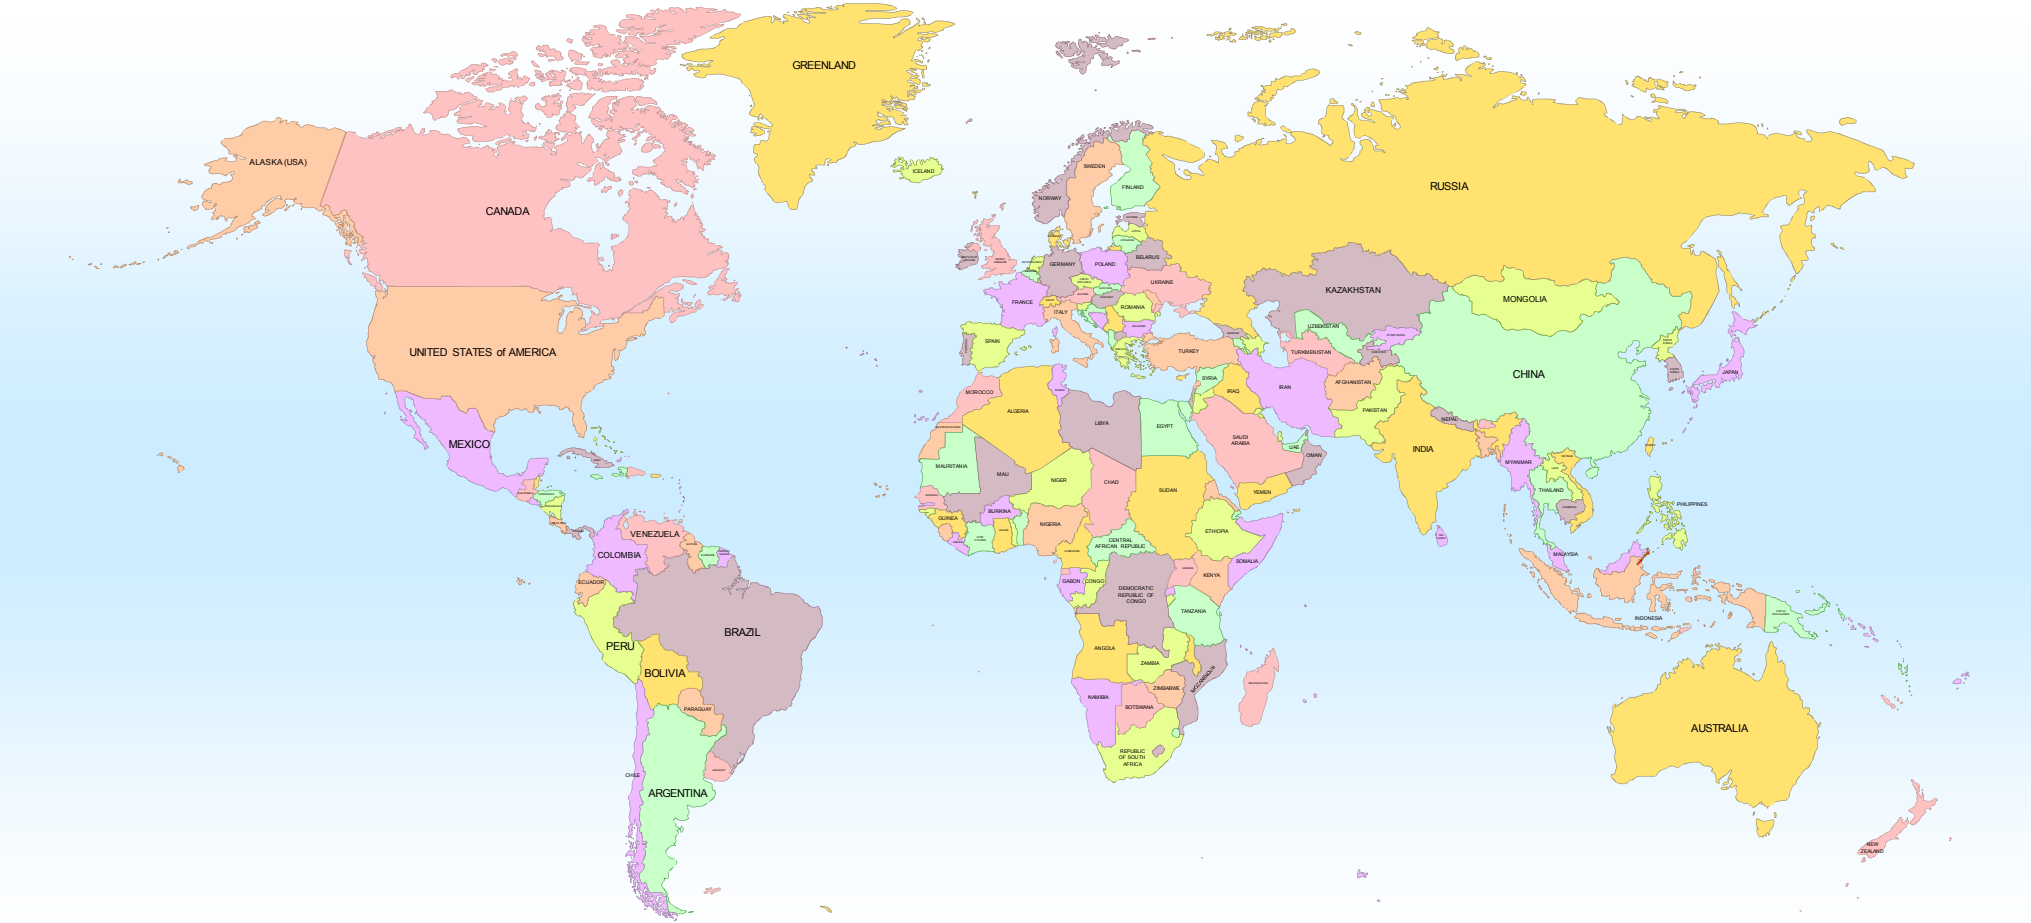 GREENLAND
ALASKA (USA)
ICELAND
SWEDEN
FINLAND
NORWAY
RUSSIA
CANADA
BELARUS
GERMANY
POLAND
UKRAINE
KAZAKHSTAN
MONGOLIA
FRANCE
ROMANIA
ITALY
UZBEKISTAN
SPAIN
UNITED STATES of AMERICA
TURKEY
TURKMENISTAN
CHINA
JAPAN
SYRIA
IRAN
AFGHANISTAN
MOROCCO
IRAQ
ALGERIA
PAKISTAN
LIBYA
EGYPT
NEPAL
MEXICO
SAUDI
ARABIA
UAE
OMAN
INDIA
MAURITANIA
MALI
NIGER
CHAD
SUDAN
YEMEN
MYANMAR
THAILAND
PHILIPPINES
BURKINA
GUINEA
NIGERIA
ETHIOPIA
VENEZUELA
COLOMBIA
CENTRAL
AFRICAN REPUBLIC
SOMALIA
MALAYSIA
ECUADOR
GABON
CONGO
KENYA
DEMOCRATIC
REPUBLIC OF
CONGO
TANZANIA
INDONESIA
BRAZIL
PERU
ANGOLA
ZAMBIA
BOLIVIA
MOZAMBIQUE
ZIMBABWE
NAMIBIA
BOTSWANA
PARAGUAY
AUSTRALIA
REPUBLIC
OF SOUTH
AFRICA
CHILE
ARGENTINA
NEW
ZEALAND